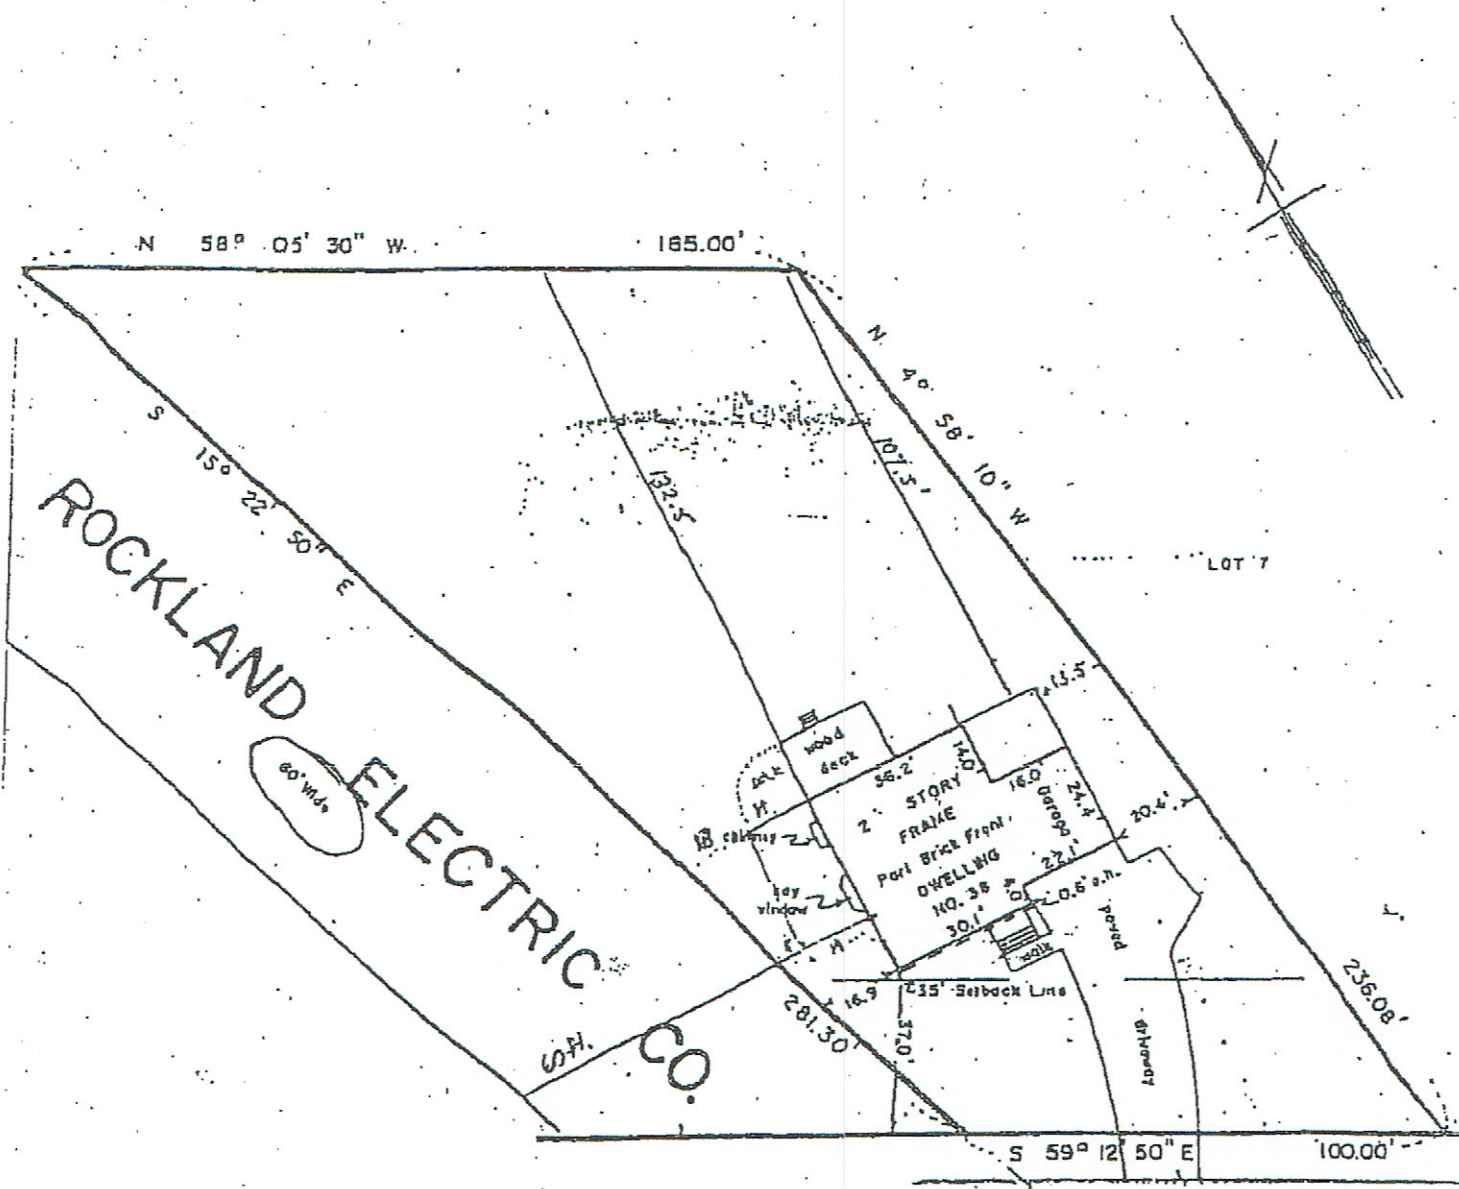 N 58° 05' 30" W
165.00'
N 4° 58' 10" W
S 15° 22' 50" E
132.5
107.5'
LOT 7
ROCKLAND ELECTRIC CO.
60' Wide
13.5'
wood
deck
56.2'
14.0'
16.0'
24.4
20.4'
2 STORY
FRAME
Part Brick Front
DWELLING
NO. 38
Garage
22.1'
4.0'
0.6' o.h.
30.1'
chimney
bay
window
walk
paved
driveway
35' Setback Line
16.9
37.0'
281.30'
236.08'
S 59° 12' 50" E
100.00'